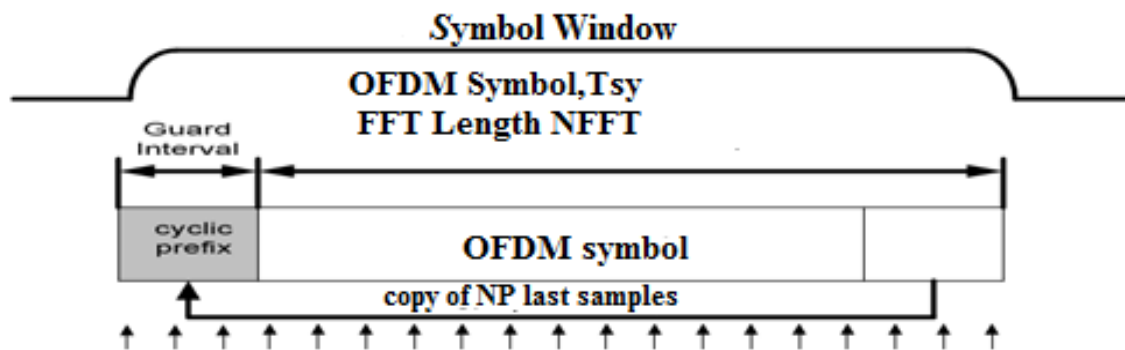 Symbol Window
OFDM Symbol,Tsy
FFT Length NFFT
Guard
Interval
cyclic
prefix
OFDM symbol
copy of NP last samples